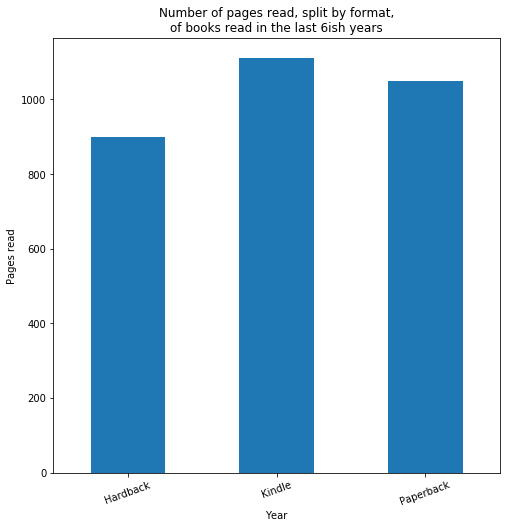 Number of pages read, split by format,
of books read in the last 6ish years
Pages read
1000
800
600
400
200
0
Hardback
Kindle
Paperback
Year